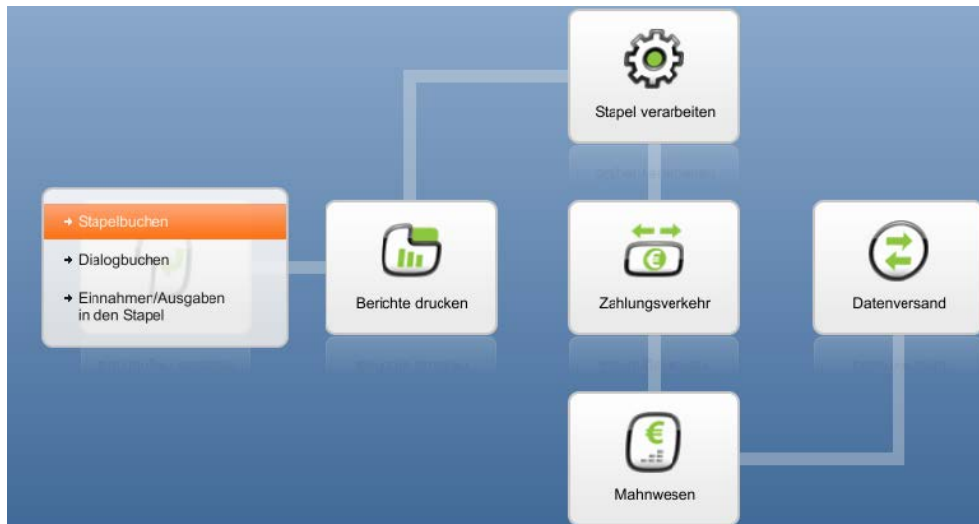 Stapel verarbeiten
Stapelbuchen
Dialogbuchen
Einnahmen/Ausgaben
in den Stapel
Berichte drucken
Zahlungsverkehr
Datenversand
Mahnwesen